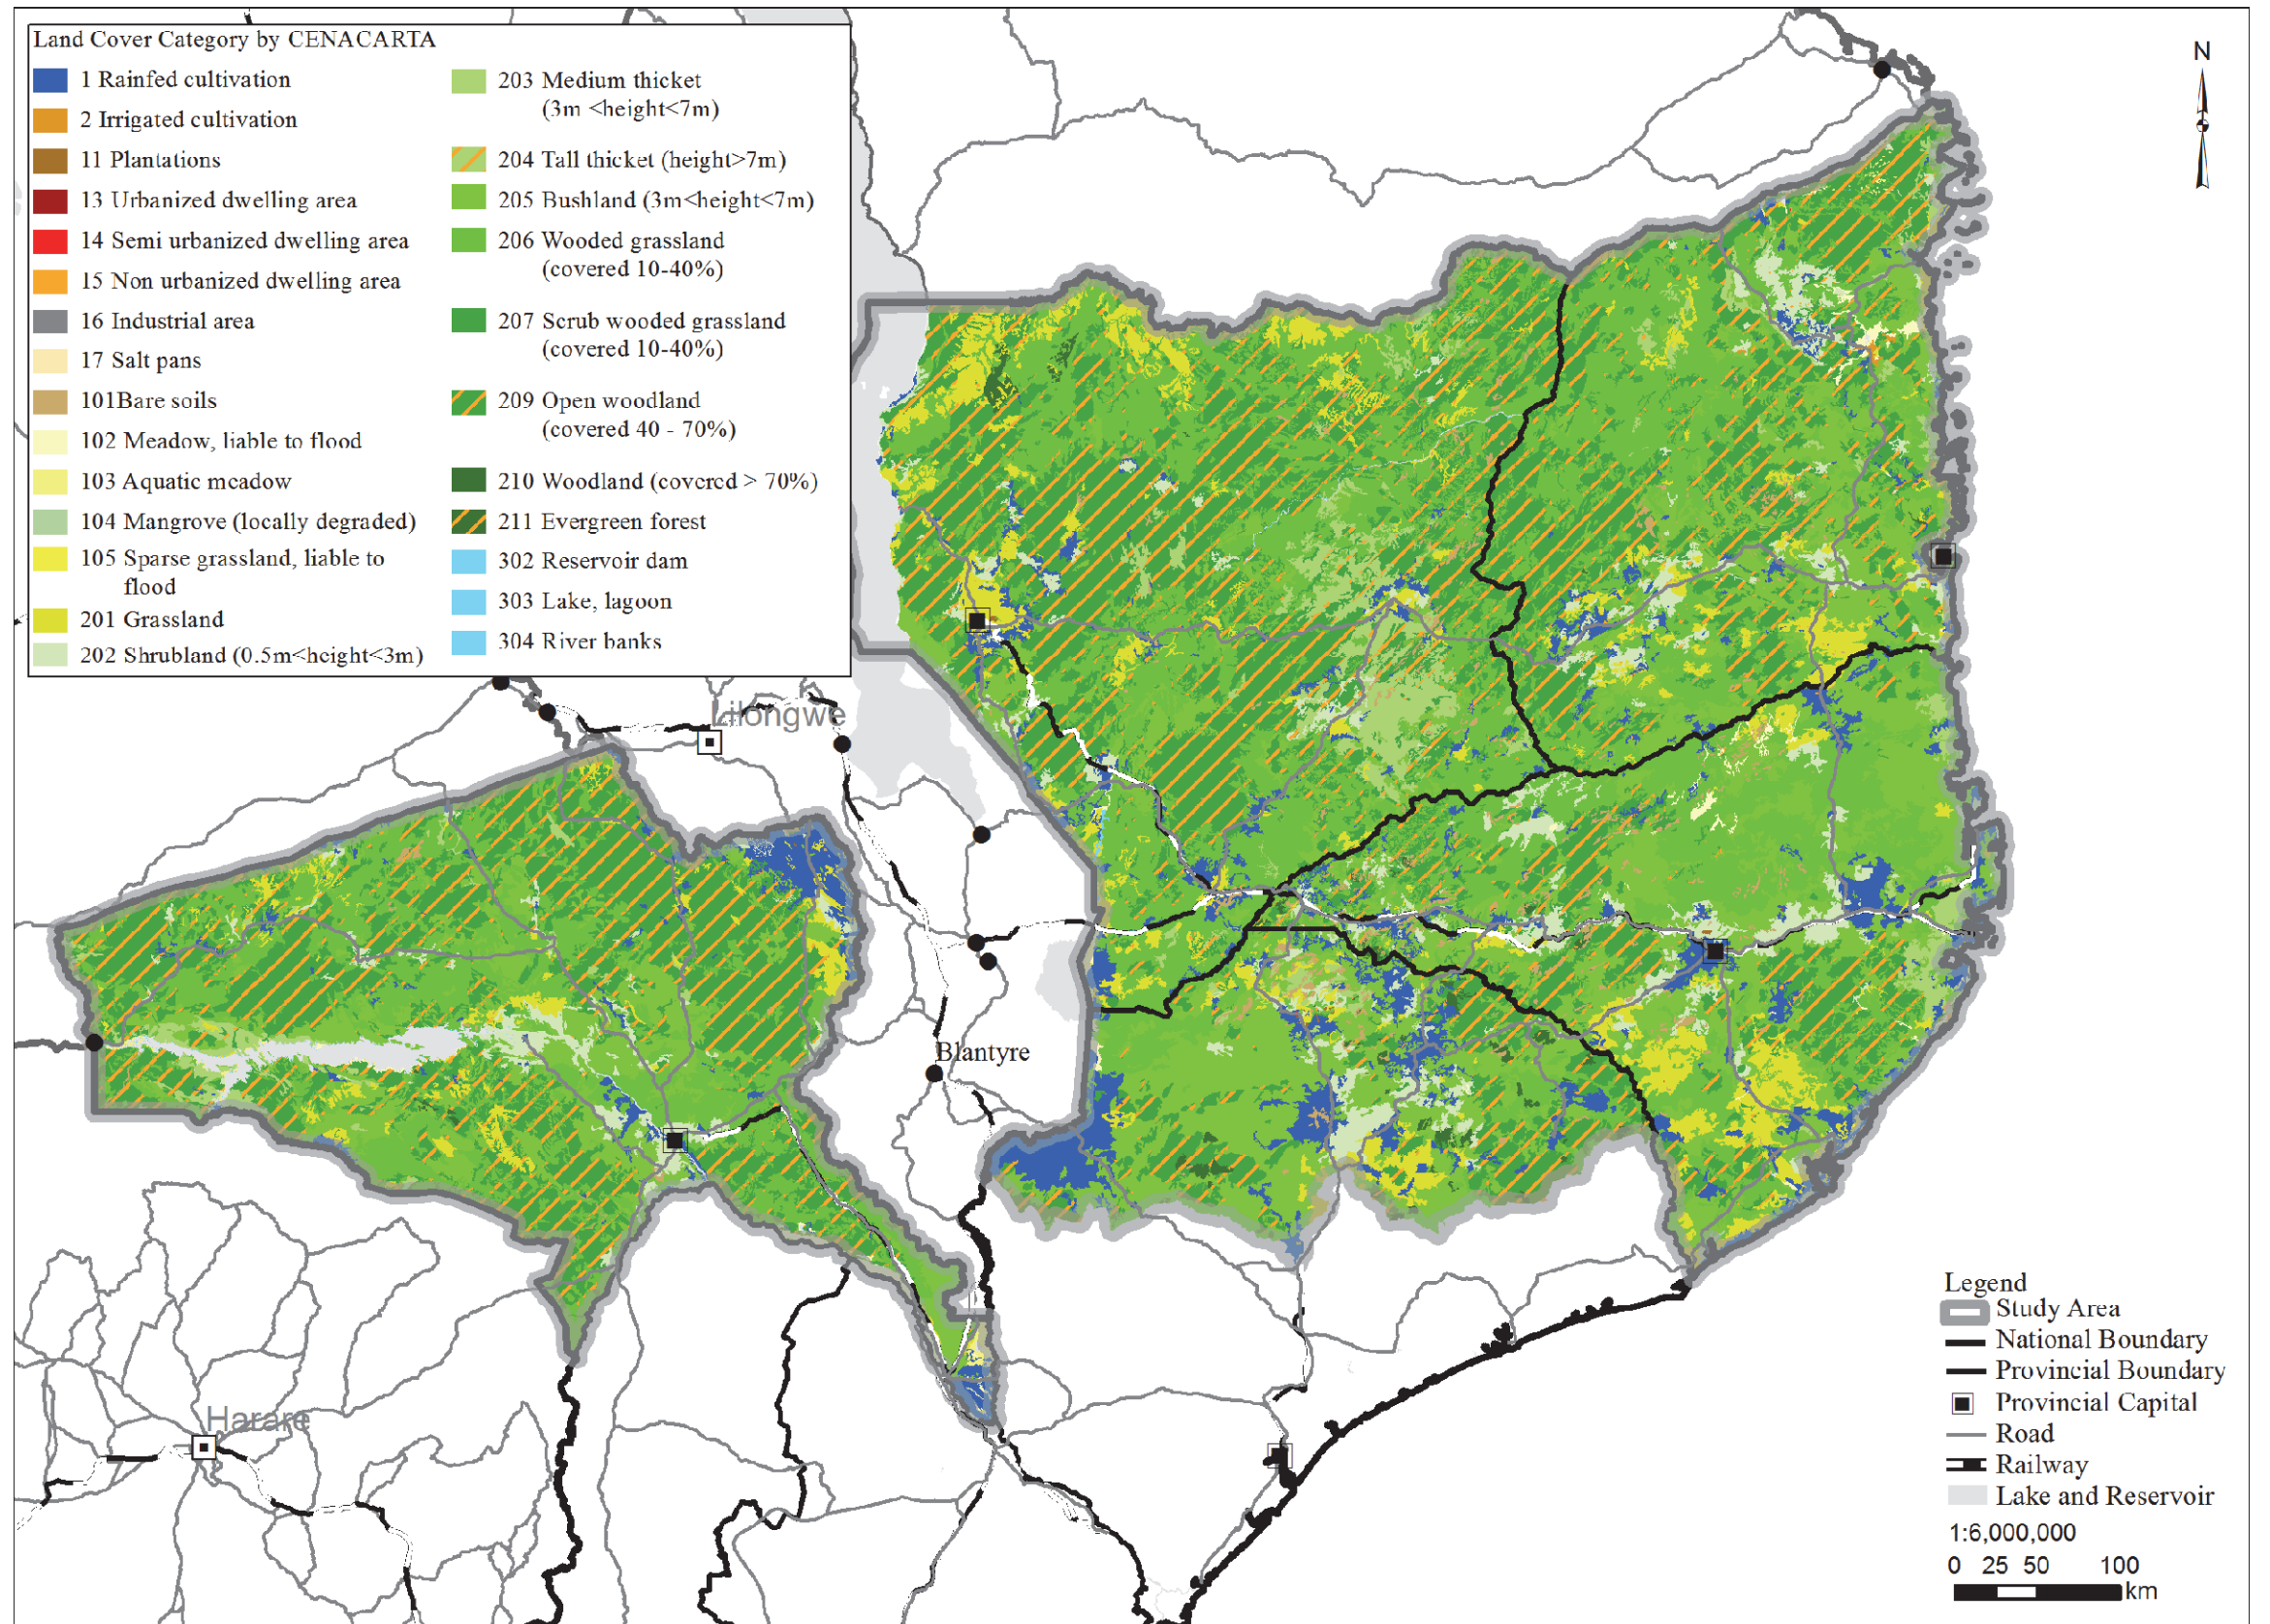 Land Cover Category by CENACARTA
1 Rainfed cultivation
2 Irrigated cultivation
11 Plantations
13 Urbanized dwelling area
14 Semi urbanized dwelling area
15 Non urbanized dwelling area
16 Industrial area
17 Salt pans
101Bare soils
102 Meadow, liable to flood
103 Aquatic meadow
104 Mangrove (locally degraded)
105 Sparse grassland, liable to
flood
201 Grassland
202 Shrubland (0.5m<height<3m)
203 Medium thicket
(3m <height<7m)
204 Tall thicket (height>7m)
205 Bushland (3m<height<7m)
206 Wooded grassland
(covered 10-40%)
207 Scrub wooded grassland
(covered 10-40%)
209 Open woodland
(covered 40 - 70%)
210 Woodland (covered > 70%)
211 Evergreen forest
302 Reservoir dam
303 Lake, lagoon
304 River banks
N
Lilongwe
Blantyre
Harare
Legend
Study Area
National Boundary
Provincial Boundary
Provincial Capital
Road
Railway
Lake and Reservoir
1:6,000,000
0 25 50 100
km